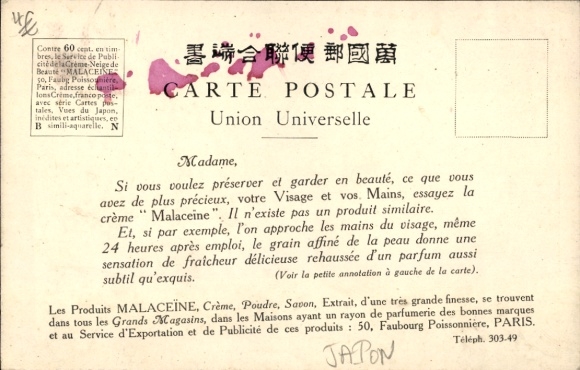 4€
Contre 60 cent. en tim-
bres, le Service de Publi-
cité de la Crème-Neige de
Beauté "MALACEÏNE"
50, Faubg Poissonnière,
Paris, adresse échantil-
lons Crème, franco poste,
avec série Cartes Pos-
tales, Vues du Japon,
inédites et artistiques, en
B simili-aquarelle. N
書端合聯便郵國萬
CARTE POSTALE
Union Universelle
Madame,
Si vous voulez préserver et garder en beauté, ce que vous
avez de plus précieux, votre Visage et vos Mains, essayez la
crème "Malaceïne". Il n'existe pas un produit similaire.
Et, si par exemple, l'on approche les mains du visage, même
24 heures après emploi, le grain affiné de la peau donne une
sensation de fraîcheur délicieuse rehaussée d'un parfum aussi
subtil qu'exquis. (Voir la petite annotation à gauche de la carte).
Les Produits MALACEÏNE, Crème, Poudre, Savon, Extrait, d'une très grande finesse, se trouvent
dans tous les Grands Magasins, dans les Maisons ayant un rayon de parfumerie des bonnes marques
et au Service d'Exportation et de Publicité de ces produits : 50, Faubourg Poissonnière, PARIS.
Téléph. 303-49
JAPON